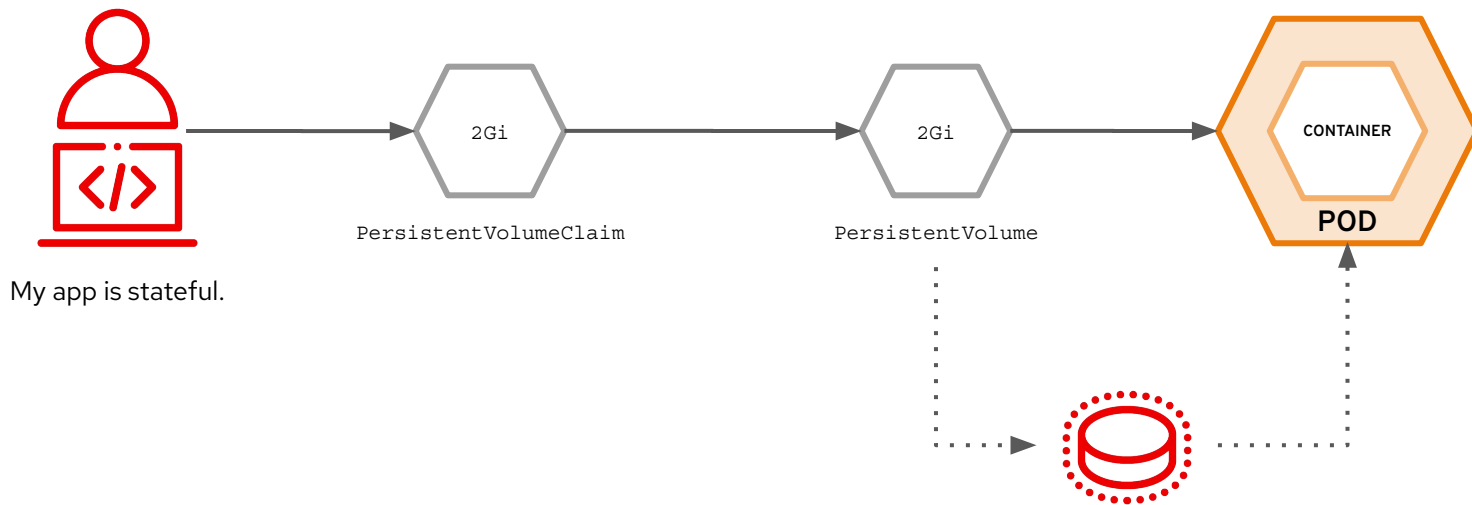 2Gi
2Gi
CONTAINER
POD
PersistentVolumeClaim
PersistentVolume
My app is stateful.